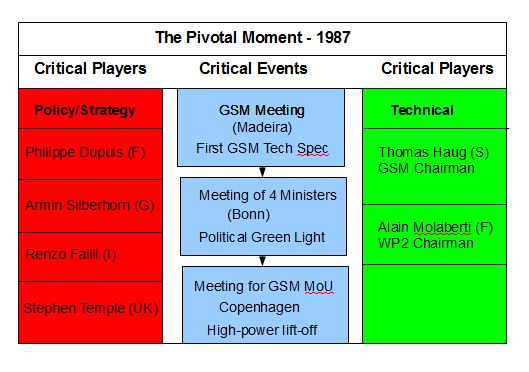 The Pivotal Moment - 1987
Critical Players
Critical Events
Critical Players
Policy/Strategy
Philippe Dupuis (F)
Armin Silberhorn (G)
Renzo Failli (I)
Stephen Temple (UK)
GSM Meeting
(Madeira)
First GSM Tech Spec
Meeting of 4 Ministers
(Bonn)
Political Green Light
Meeting for GSM MoU
Copenhagen
High-power lift-off
Technical
Thomas Haug (S)
GSM Chairman
Alain Molaberti (F)
WP2 Chairman